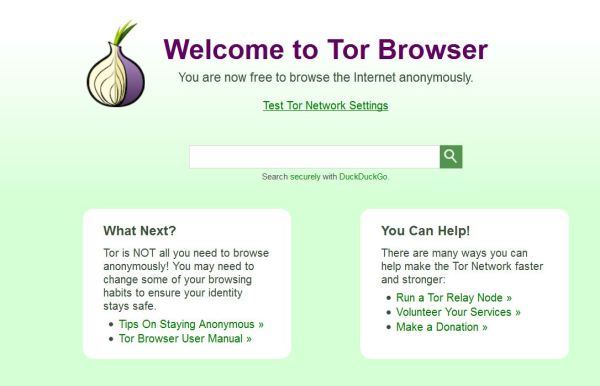 Welcome to Tor Browser
You are now free to browse the Internet anonymously.
Test Tor Network Settings
Search securely with DuckDuckGo.
What Next?
Tor is NOT all you need to browse
anonymously! You may need to
change some of your browsing
habits to ensure your identity
stays safe.
• Tips On Staying Anonymous »
• Tor Browser User Manual »
You Can Help!
There are many ways you can
help make the Tor Network faster
and stronger:
• Run a Tor Relay Node »
• Volunteer Your Services »
• Make a Donation »